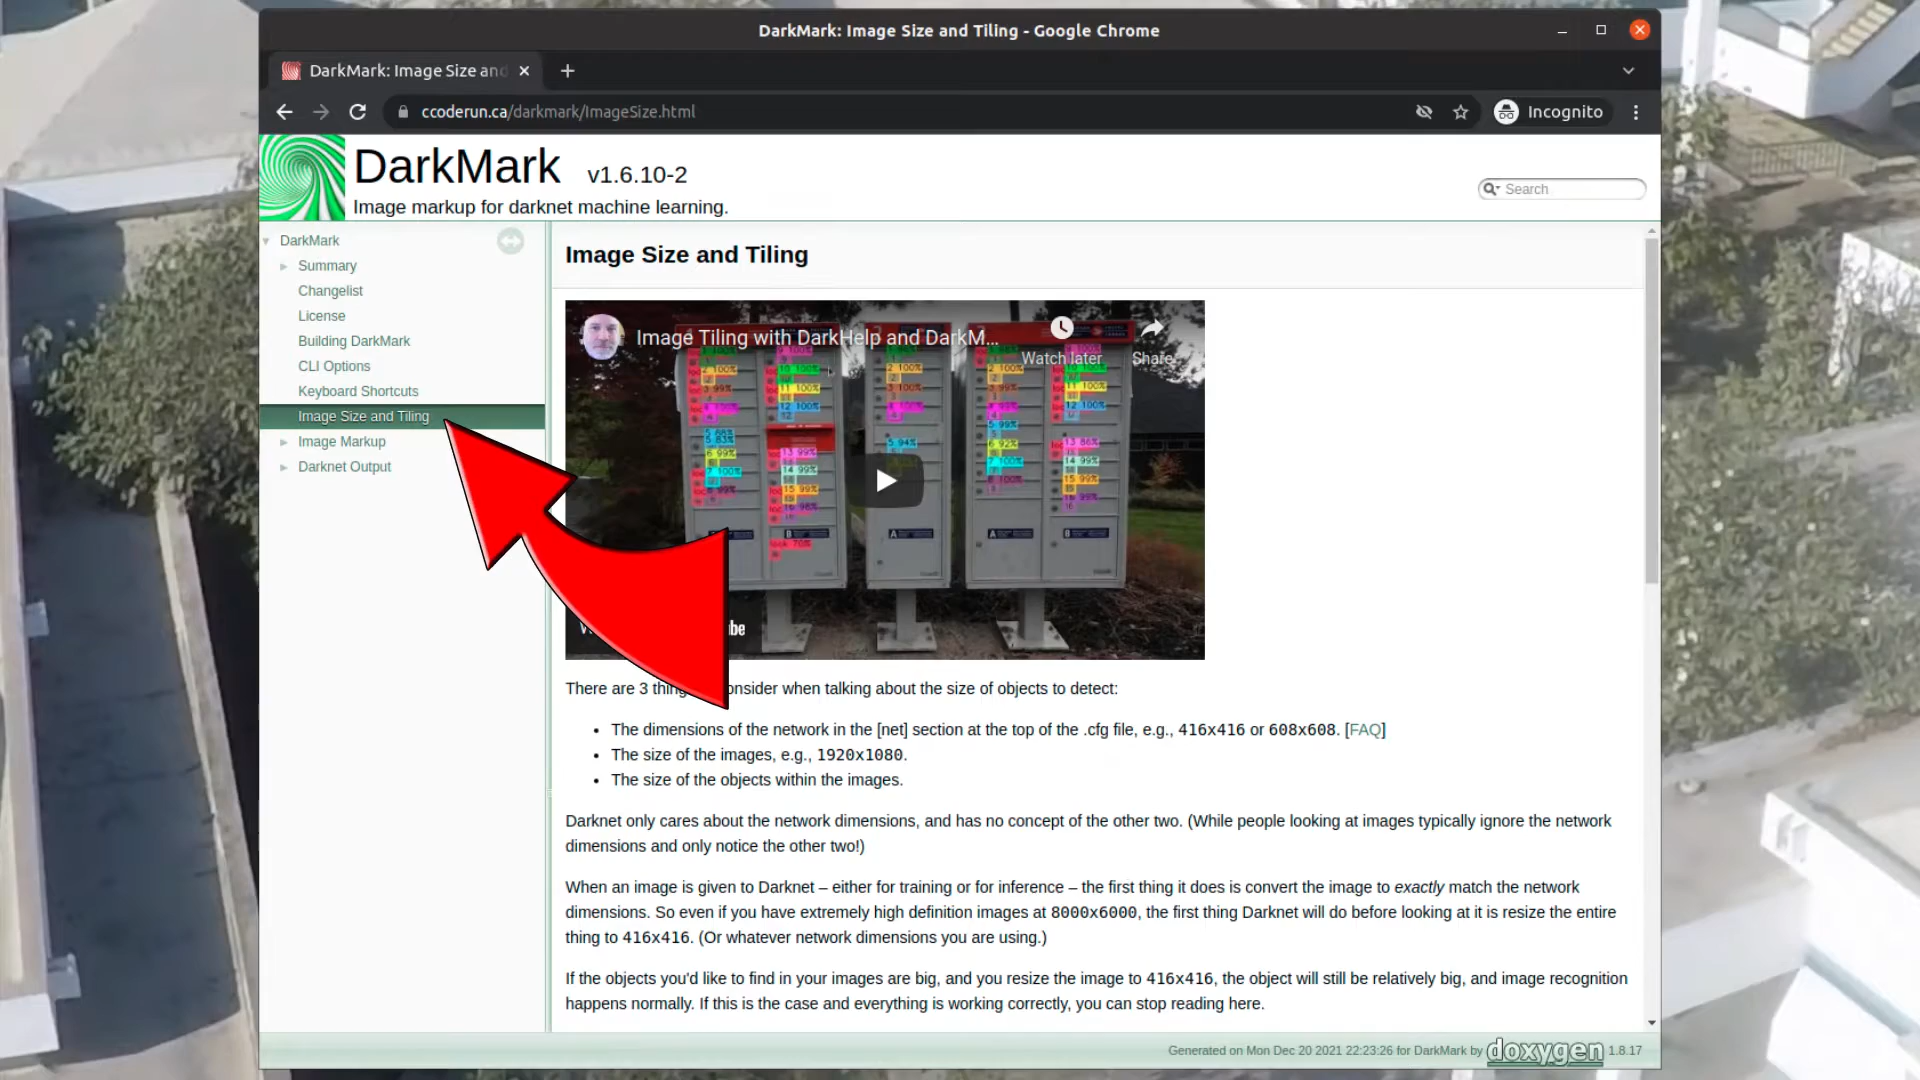 DarkMark: Image Size and Tiling - Google Chrome
DarkMark: Image Size and
ccoderun.ca/darkmark/ImageSize.html
Incognito
DarkMark v1.6.10-2
Image markup for darknet machine learning.
Search
DarkMark
Summary
Changelist
License
Building DarkMark
CLI Options
Keyboard Shortcuts
Image Size and Tiling
Image Markup
Darknet Output
Image Size and Tiling
Image Tiling with DarkHelp and DarkM...
Watch later
Share
There are 3 consider when talking about the size of objects to detect:
• The dimensions of the network in the [net] section at the top of the .cfg file, e.g., 416x416 or 608x608. [FAQ]
• The size of the images, e.g., 1920x1080.
• The size of the objects within the images.
Darknet only cares about the network dimensions, and has no concept of the other two. (While people looking at images typically ignore the network
dimensions and only notice the other two!)
When an image is given to Darknet – either for training or for inference – the first thing it does is convert the image to exactly match the network
dimensions. So even if you have extremely high definition images at 8000x6000, the first thing Darknet will do before looking at it is resize the entire
thing to 416x416. (Or whatever network dimensions you are using.)
If the objects you'd like to find in your images are big, and you resize the image to 416x416, the object will still be relatively big, and image recognition
happens normally. If this is the case and everything is working correctly, you can stop reading here.
Generated on Mon Dec 20 2021 22:23:26 for DarkMark by doxygen 1.8.17